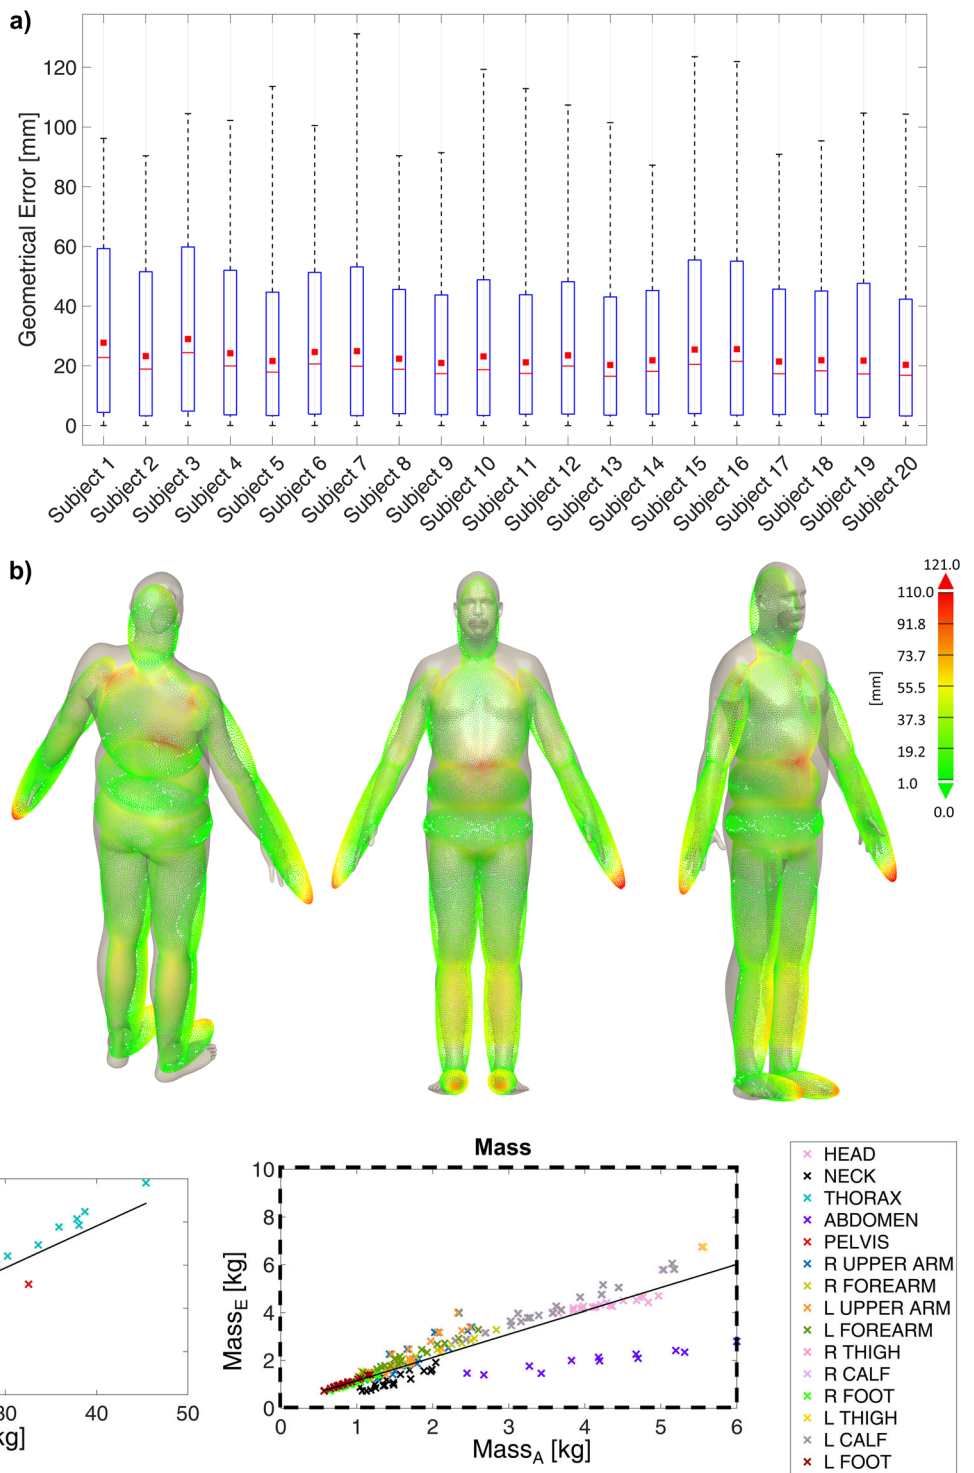 a)
Geometrical Error [mm]
120
100
80
60
40
20
0
Subject 1
Subject 2
Subject 3
Subject 4
Subject 5
Subject 6
Subject 7
Subject 8
Subject 9
Subject 10
Subject 11
Subject 12
Subject 13
Subject 14
Subject 15
Subject 16
Subject 17
Subject 18
Subject 19
Subject 20
b)
121.0
110.0
91.8
73.7
55.5
37.3
19.2
1.0
0.0
[mm]
30
40
50
kg]
Mass
Mass_E [kg]
10
8
6
4
2
0
0
1
2
3
4
5
6
Mass_A [kg]
HEAD
NECK
THORAX
ABDOMEN
PELVIS
R UPPER ARM
R FOREARM
L UPPER ARM
L FOREARM
R THIGH
R CALF
R FOOT
L THIGH
L CALF
L FOOT